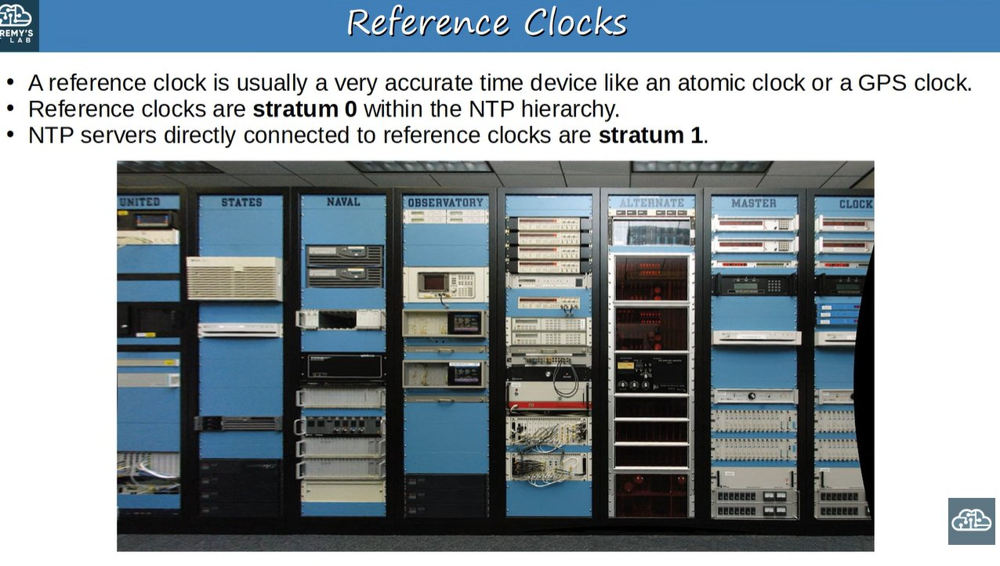 REMY'S
LAB
Reference Clocks
• A reference clock is usually a very accurate time device like an atomic clock or a GPS clock.
• Reference clocks are stratum 0 within the NTP hierarchy.
• NTP servers directly connected to reference clocks are stratum 1.
UNITED STATES NAVAL OBSERVATORY ALTERNATE MASTER CLOCK